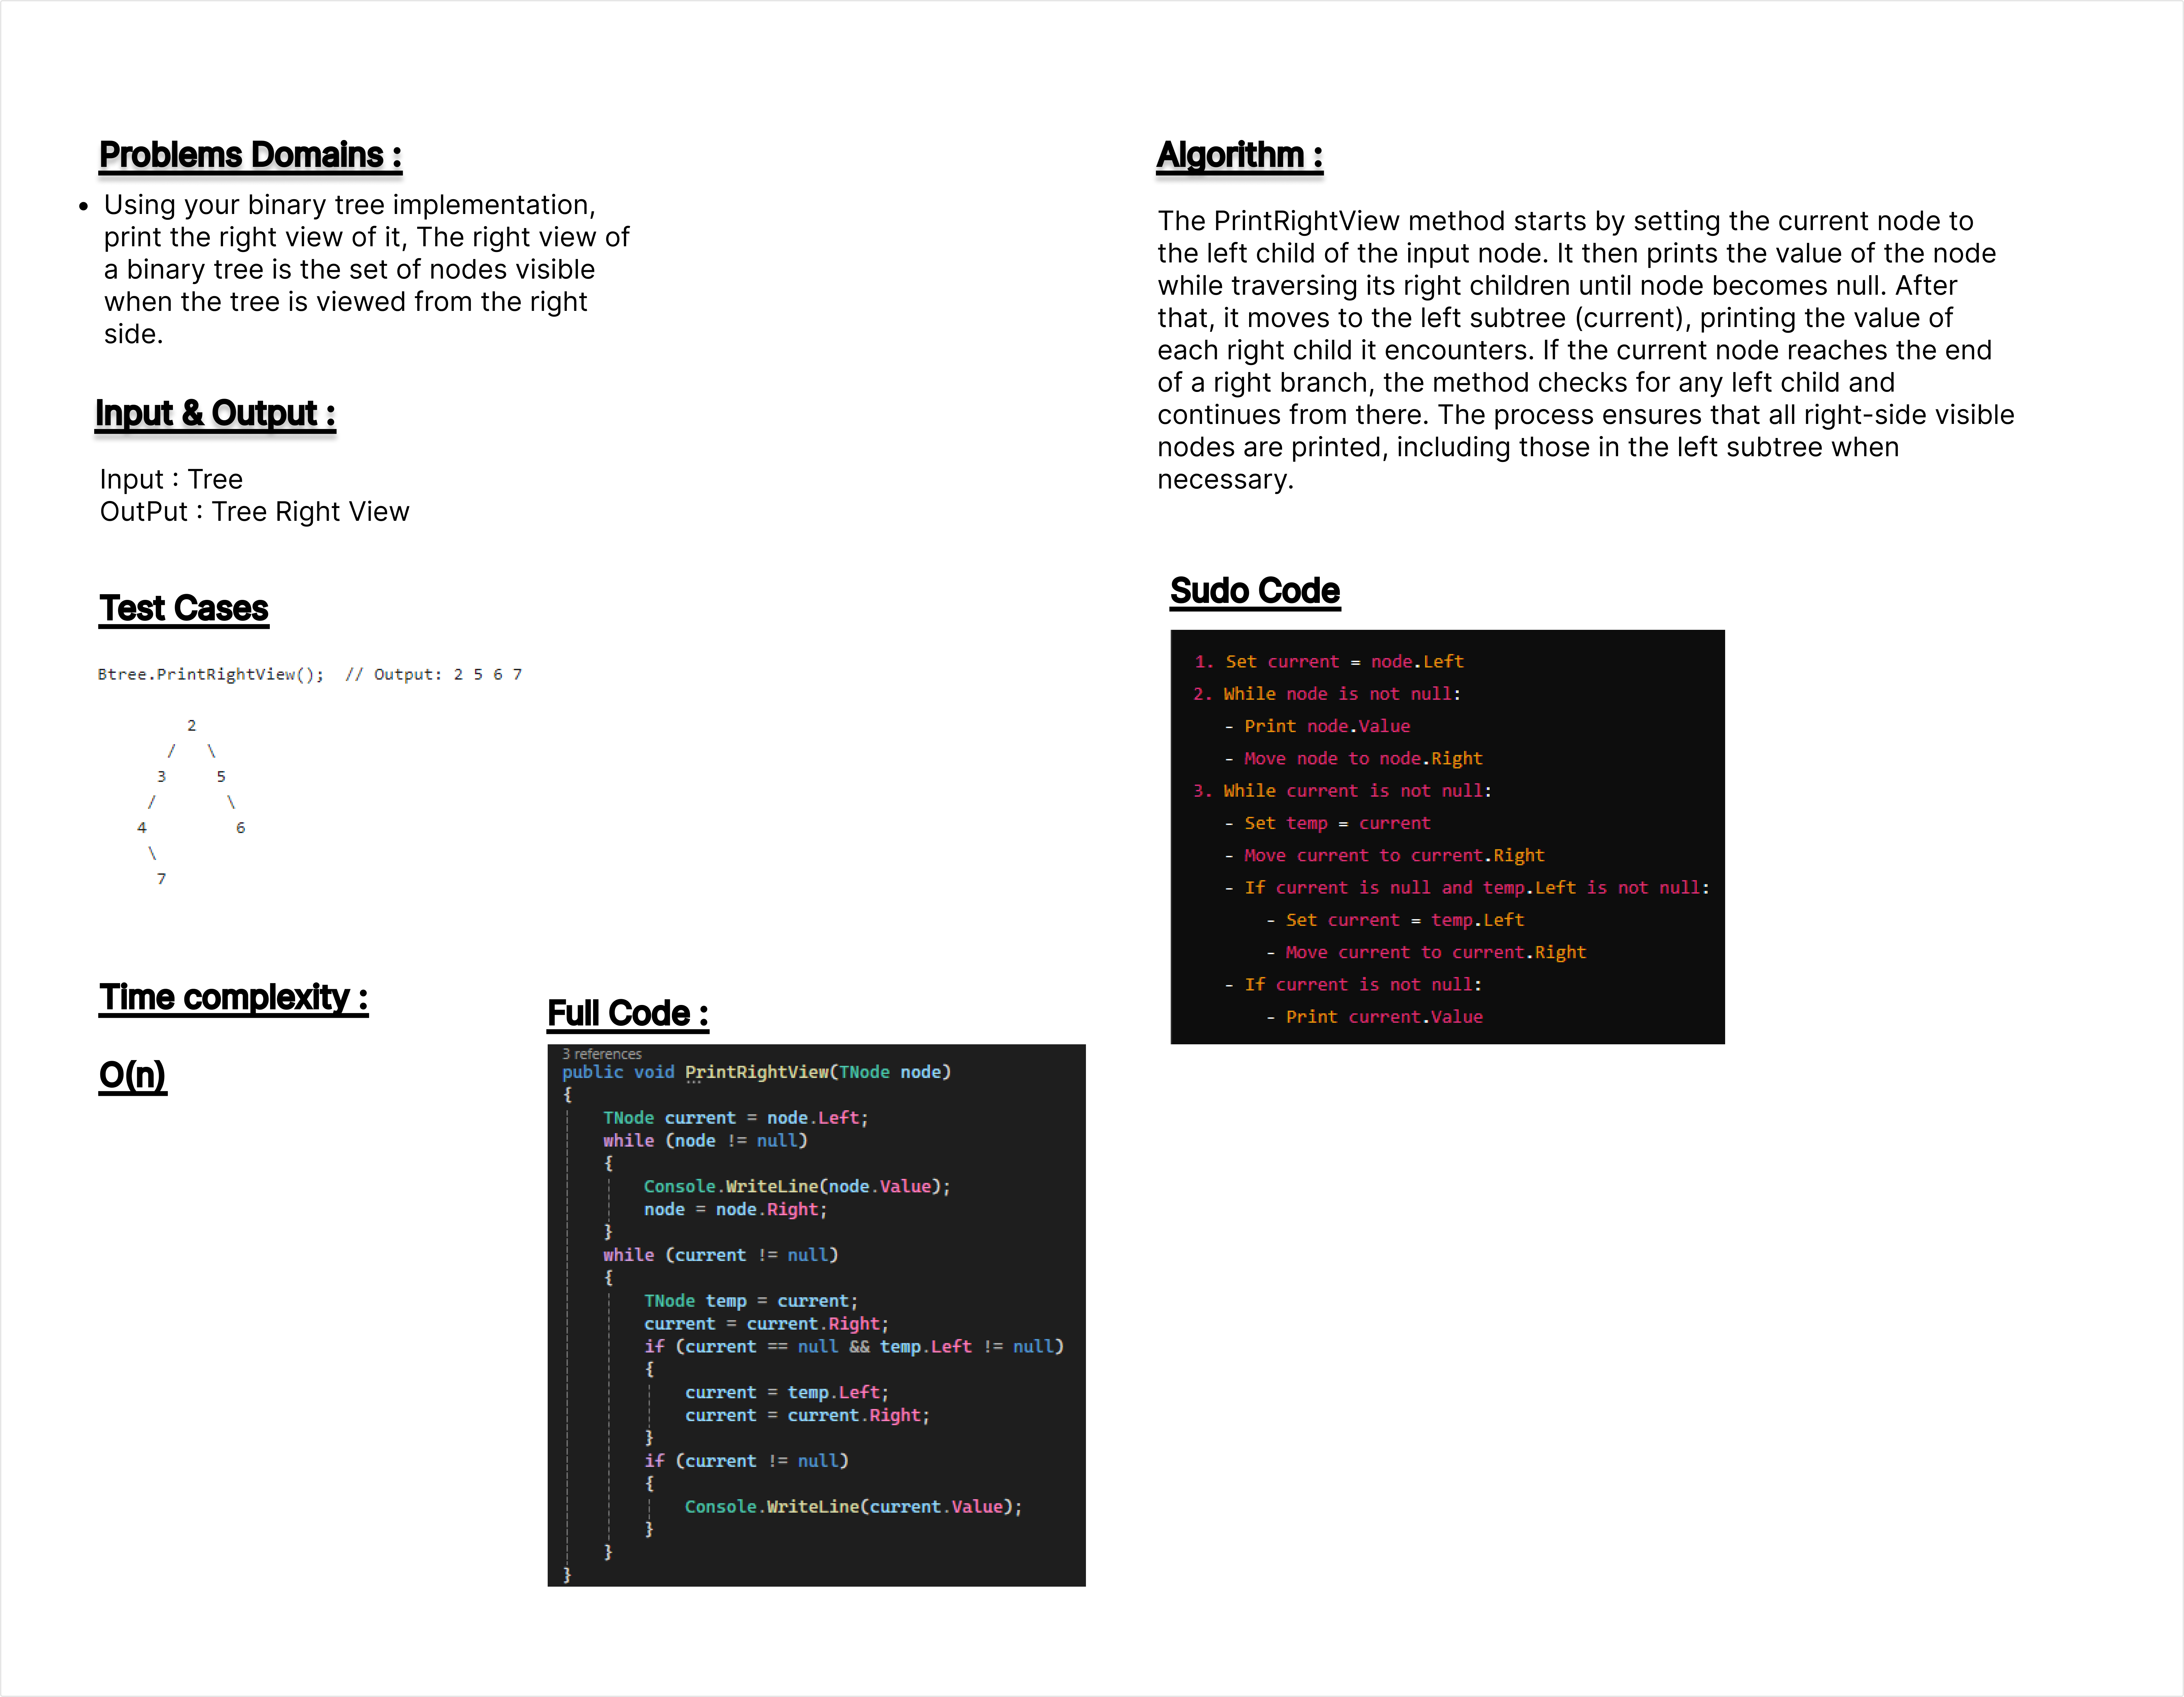 Problems Domains :
• Using your binary tree implementation,
print the right view of it, The right view of
a binary tree is the set of nodes visible
when the tree is viewed from the right
side.
Input & Output :
Input : Tree
OutPut : Tree Right View
Test Cases
Btree.PrintRightView();  // Output: 2 5 6 7
2
/   \
3     5
/       \
4         6
\
7
Time complexity :
O(n)
Full Code :
3 references
public void PrintRightView(TNode node)
{
    TNode current = node.Left;
    while (node != null)
    {
        Console.WriteLine(node.Value);
        node = node.Right;
    }
    while (current != null)
    {
        TNode temp = current;
        current = current.Right;
        if (current == null && temp.Left != null)
        {
            current = temp.Left;
            current = current.Right;
        }
        if (current != null)
        {
            Console.WriteLine(current.Value);
        }
    }
}
Algorithm :
The PrintRightView method starts by setting the current node to
the left child of the input node. It then prints the value of the node
while traversing its right children until node becomes null. After
that, it moves to the left subtree (current), printing the value of
each right child it encounters. If the current node reaches the end
of a right branch, the method checks for any left child and
continues from there. The process ensures that all right-side visible
nodes are printed, including those in the left subtree when
necessary.
Sudo Code
1. Set current = node.Left
2. While node is not null:
   - Print node.Value
   - Move node to node.Right
3. While current is not null:
   - Set temp = current
   - Move current to current.Right
   - If current is null and temp.Left is not null:
       - Set current = temp.Left
       - Move current to current.Right
   - If current is not null:
       - Print current.Value